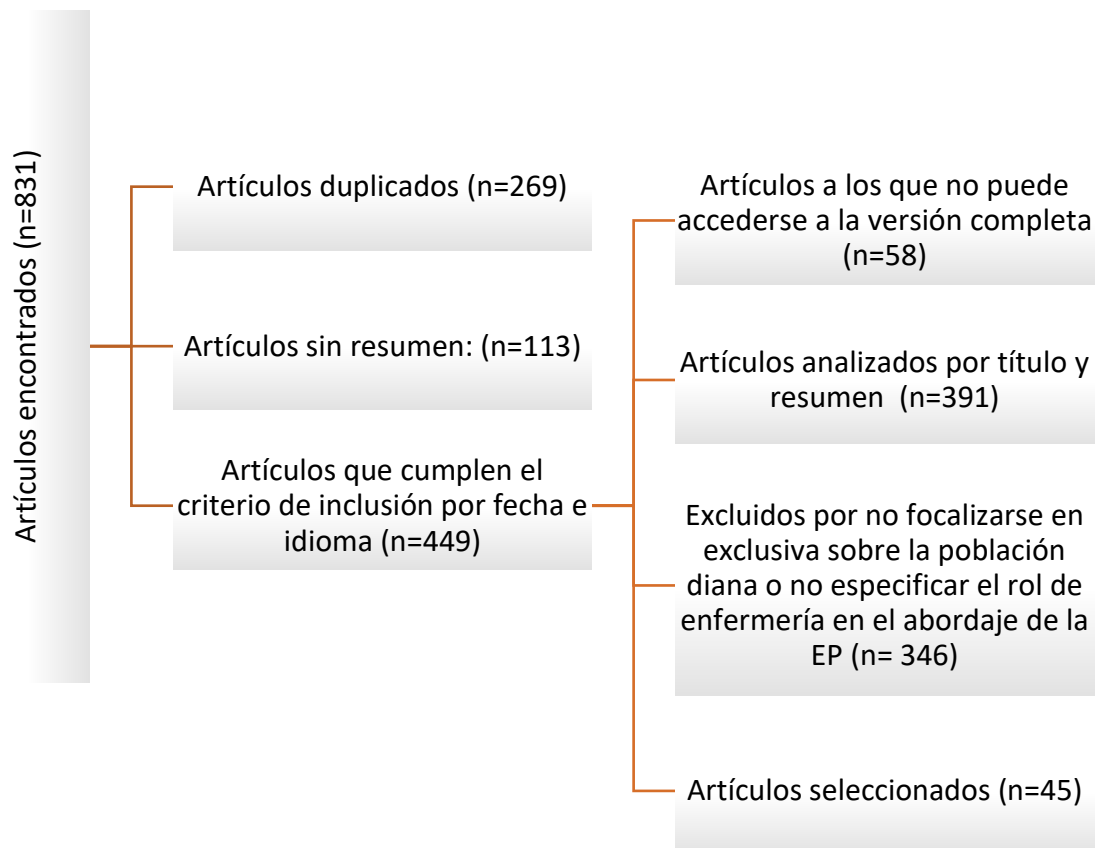 Artículos encontrados (n=831)
Artículos duplicados (n=269)
Artículos sin resumen: (n=113)
Artículos que cumplen el
criterio de inclusión por fecha e
idioma (n=449)
Artículos a los que no puede
accederse a la versión completa
(n=58)
Artículos analizados por título y
resumen (n=391)
Excluidos por no focalizarse en
exclusiva sobre la población
diana o no especificar el rol de
enfermería en el abordaje de la
EP (n= 346)
Artículos seleccionados (n=45)